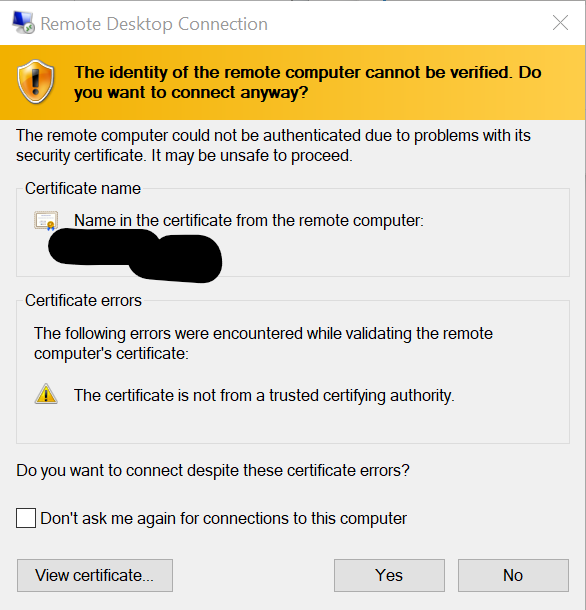 Remote Desktop Connection
The identity of the remote computer cannot be verified. Do
you want to connect anyway?
The remote computer could not be authenticated due to problems with its
security certificate. It may be unsafe to proceed.
Certificate name
Name in the certificate from the remote computer:
Certificate errors
The following errors were encountered while validating the remote
computer's certificate:
The certificate is not from a trusted certifying authority.
Do you want to connect despite these certificate errors?
Don't ask me again for connections to this computer
View certificate...
Yes
No